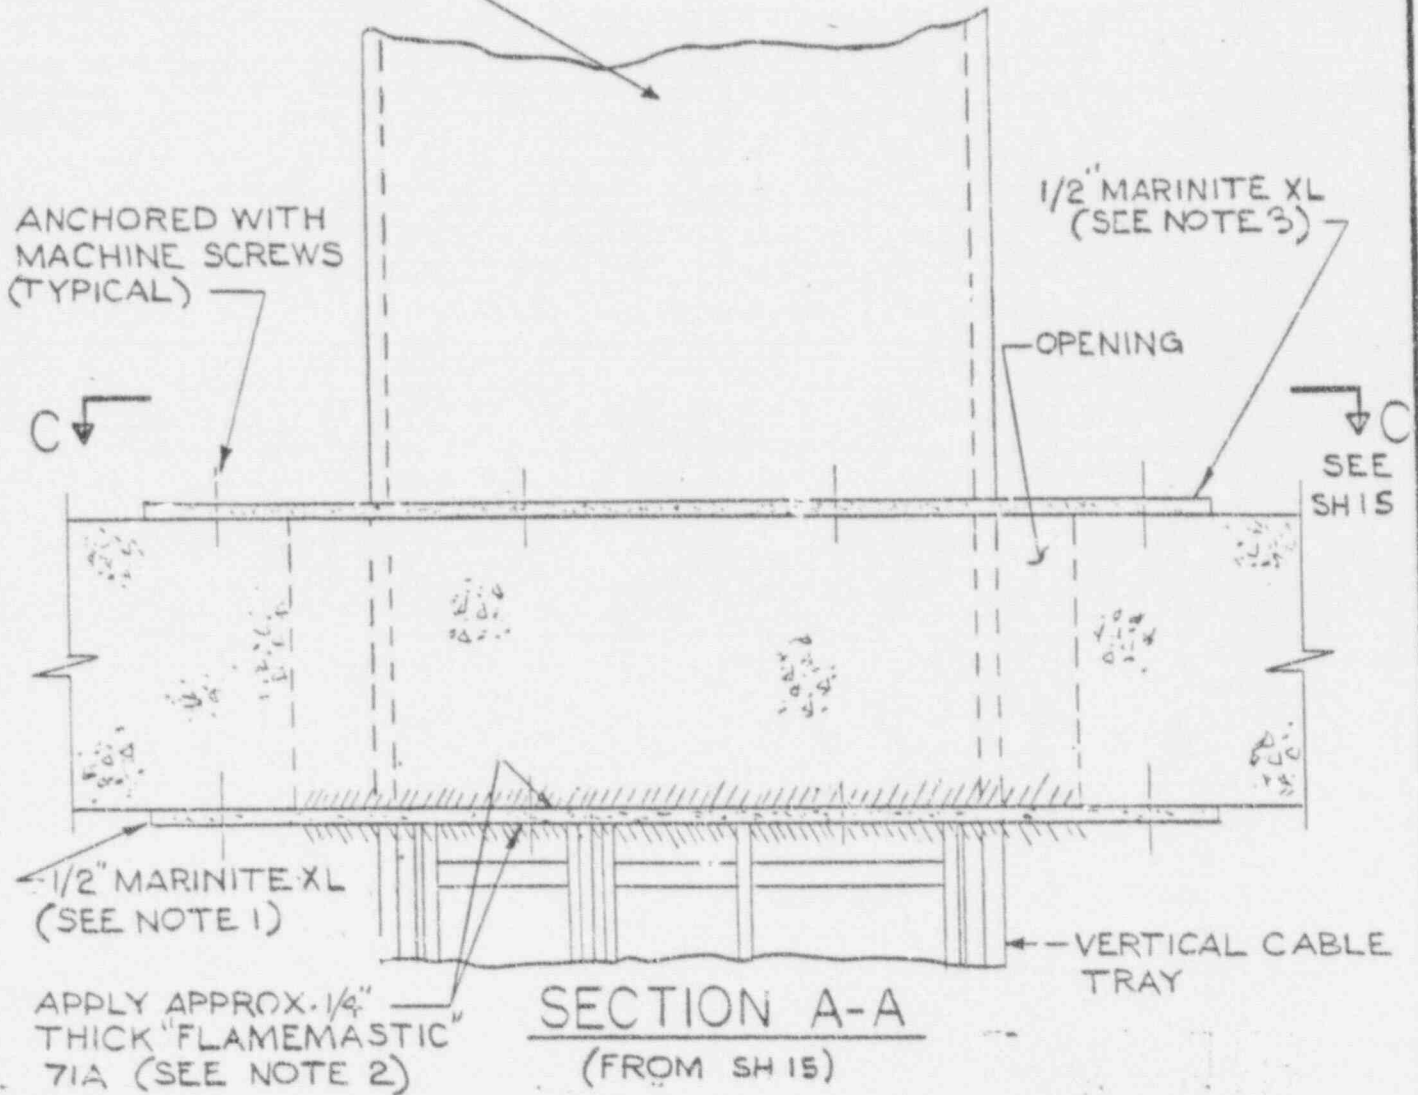 ANCHORED WITH
MACHINE SCREWS
(TYPICAL)
1/2" MARINITE XL
(SEE NOTE 3)
OPENING
C
C
SEE
SH 15
1/2" MARINITE XL
(SEE NOTE 1)
VERTICAL CABLE
TRAY
APPLY APPROX. 1/4"
THICK "FLAMEMASTIC"
71A (SEE NOTE 2)
SECTION A-A
(FROM SH 15)